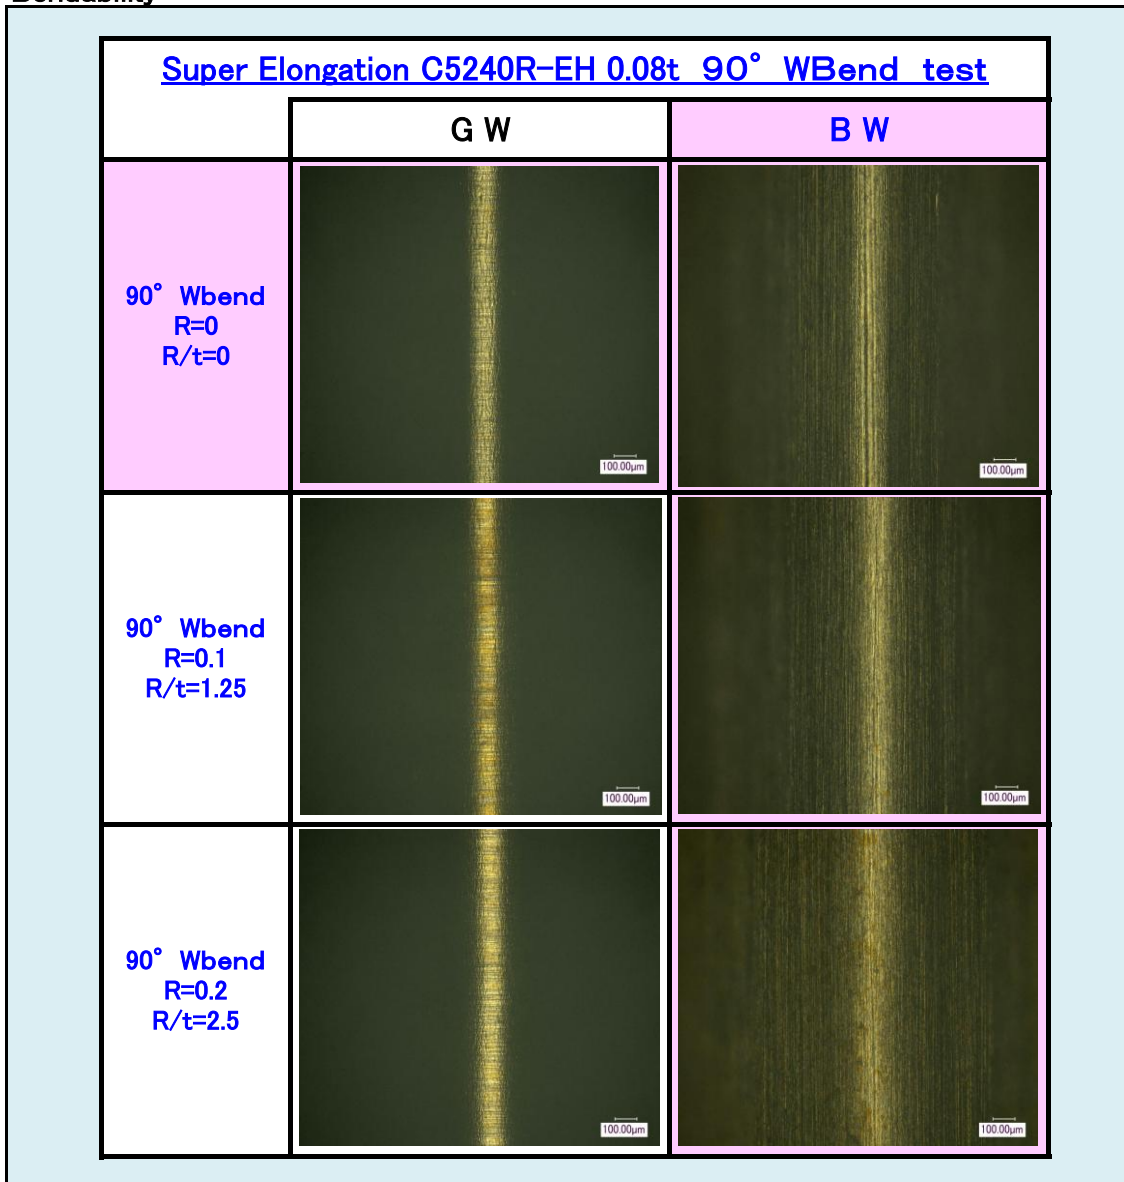 Bendability
Super Elongation C5240R-EH 0.08t 90° WBend test
G W
B W
90° Wbend
R=0
R/t=0
100.00μm
100.00μm
90° Wbend
R=0.1
R/t=1.25
100.00μm
100.00μm
90° Wbend
R=0.2
R/t=2.5
100.00μm
100.00μm